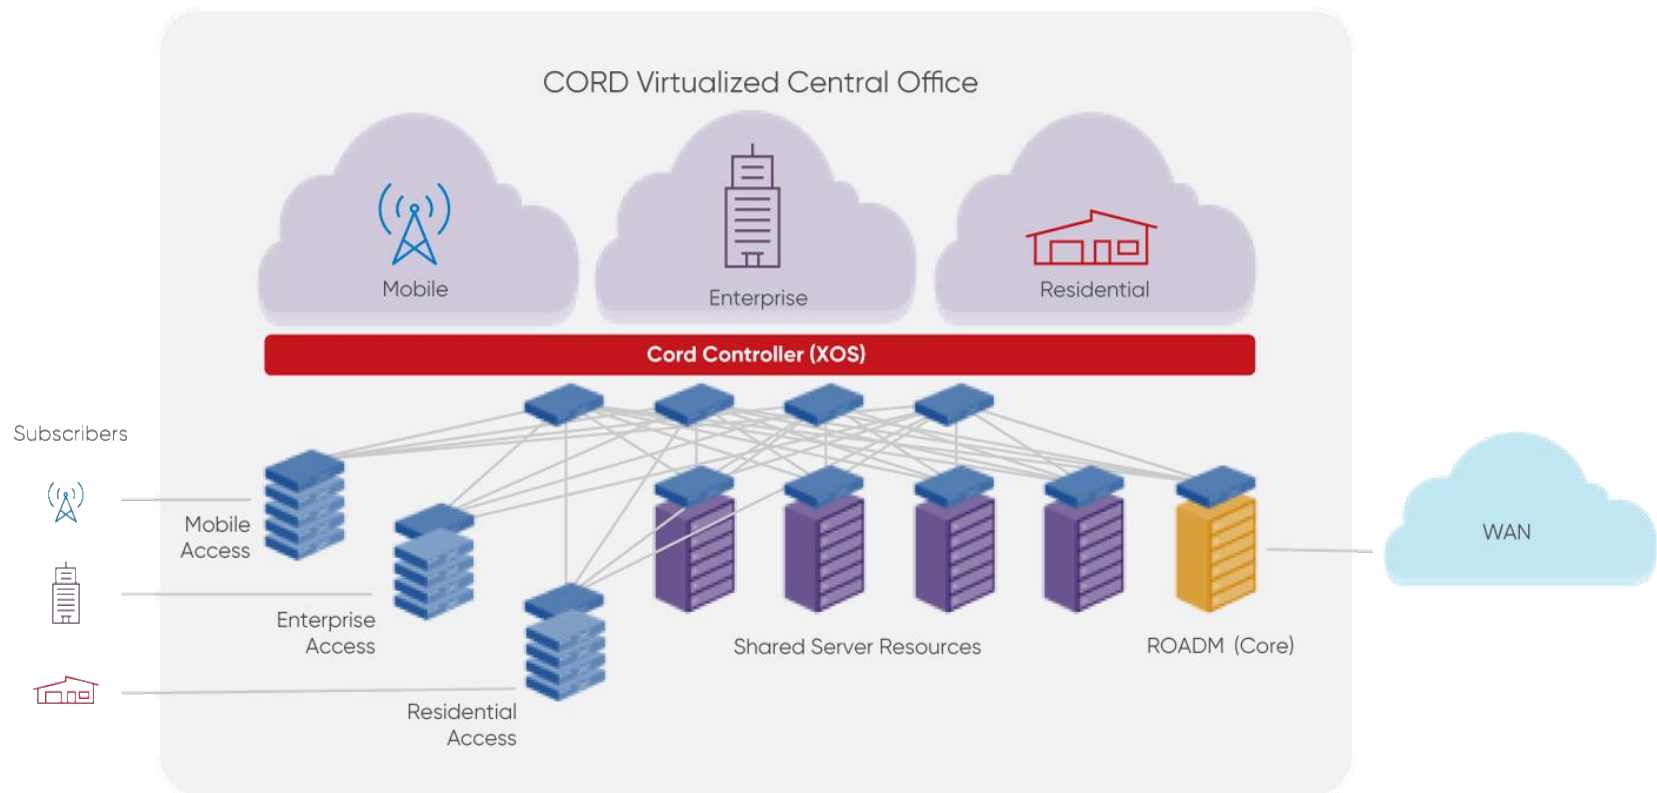 CORD Virtualized Central Office
Mobile
Enterprise
Residential
Cord Controller (XOS)
Subscribers
Mobile
Access
Enterprise
Access
Residential
Access
Shared Server Resources
ROADM (Core)
WAN